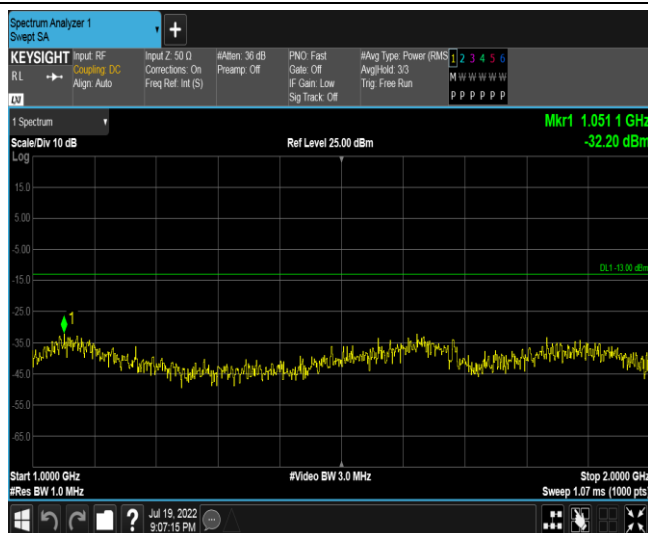 Spectrum Analyzer 1
Swept SA
+
KEYSIGHT
RL
LXI
Input: RF
Coupling: DC
Align: Auto
Input Z: 50 Ω
Corrections: On
Freq Ref: Int (S)
#Atten: 36 dB
Preamp: Off
PNO: Fast
Gate: Off
IF Gain: Low
Sig Track: Off
#Avg Type: Power (RMS
Avg|Hold: 3/3
Trig: Free Run
1 2 3 4 5 6
M W W W W W
P P P P P P
1 Spectrum
Mkr1 1.051 1 GHz
Scale/Div 10 dB
Ref Level 25.00 dBm
-32.20 dBm
Log
15.0
5.00
-5.00
DL1 -13.00 dBm
-15.0
-25.0
1
-35.0
-45.0
-55.0
-65.0
Start 1.0000 GHz
#Video BW 3.0 MHz
Stop 2.0000 GHz
#Res BW 1.0 MHz
Sweep 1.07 ms (1000 pts)
?
Jul 19, 2022
9:07:15 PM